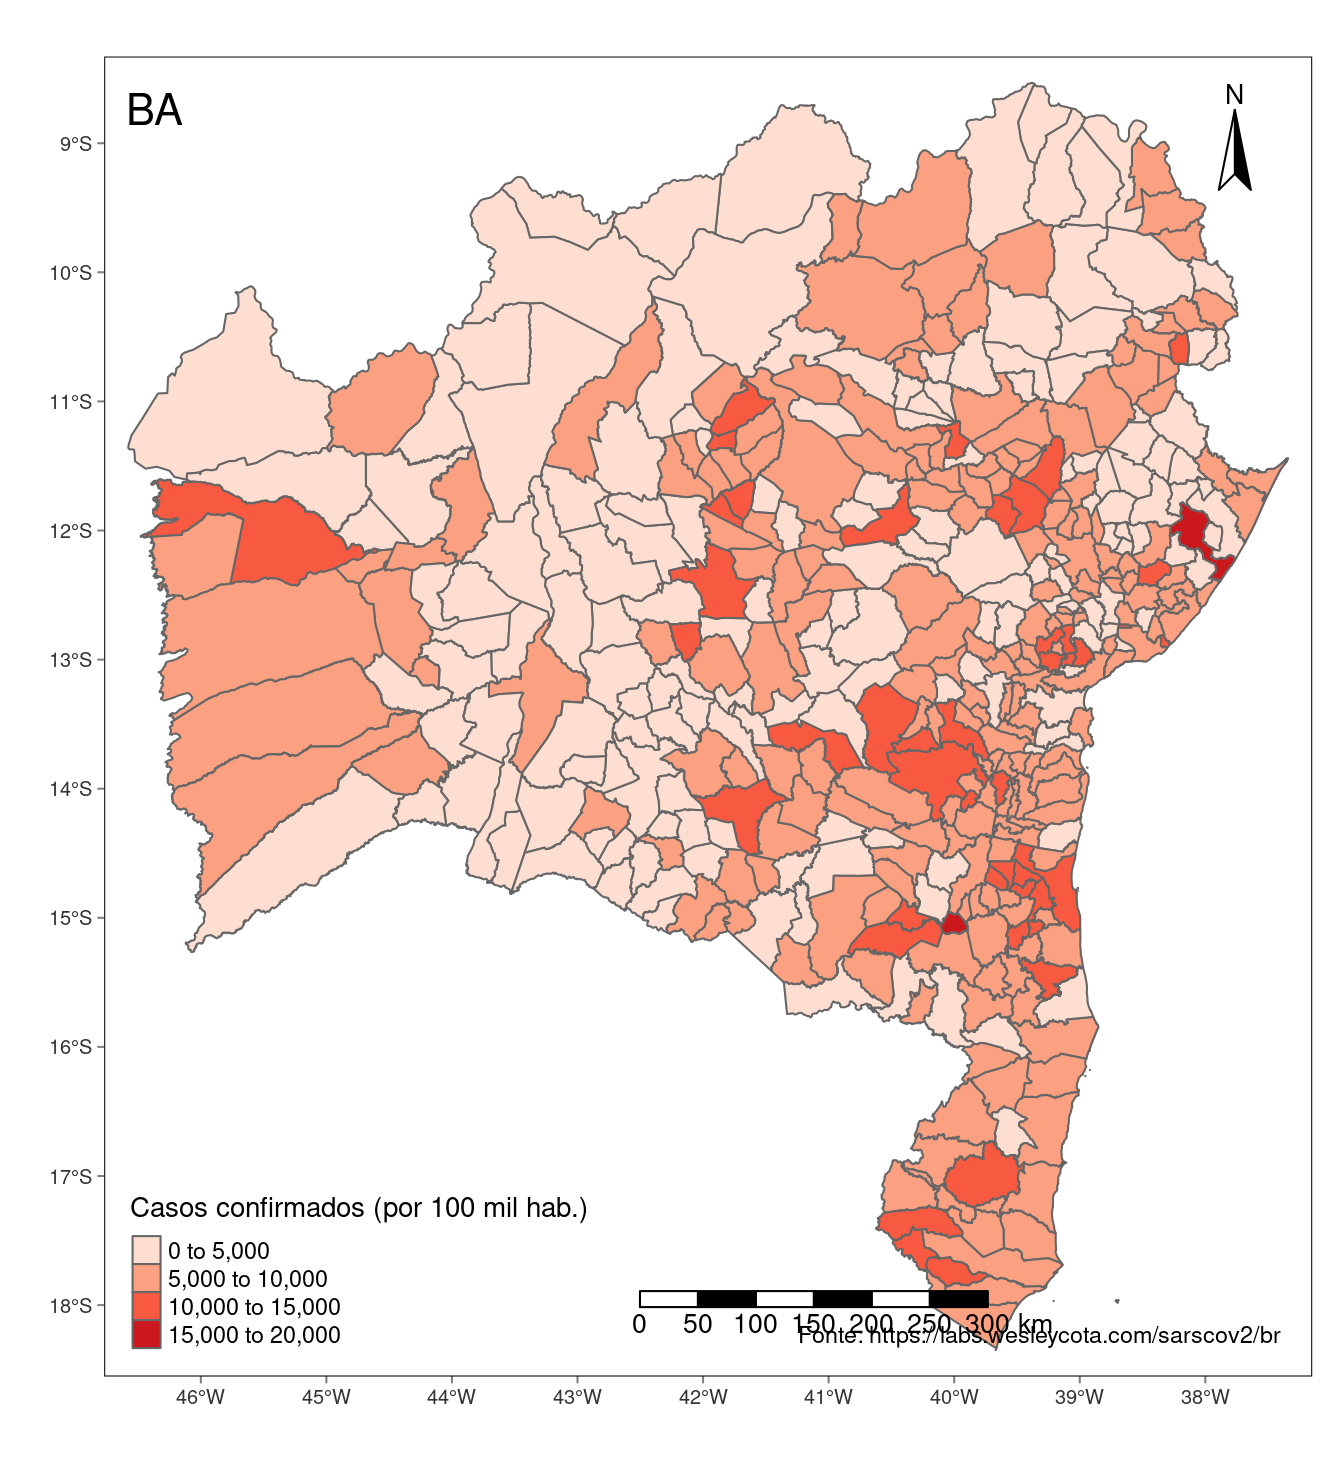 BA
N
9°S
10°S
11°S
12°S
13°S
14°S
15°S
16°S
17°S
18°S
Casos confirmados (por 100 mil hab.)
0 to 5,000
5,000 to 10,000
10,000 to 15,000
15,000 to 20,000
0 50 100 150 200 250 300 km
Fonte: https://labs.wesleycota.com/sarscov2/br
46°W 45°W 44°W 43°W 42°W 41°W 40°W 39°W 38°W